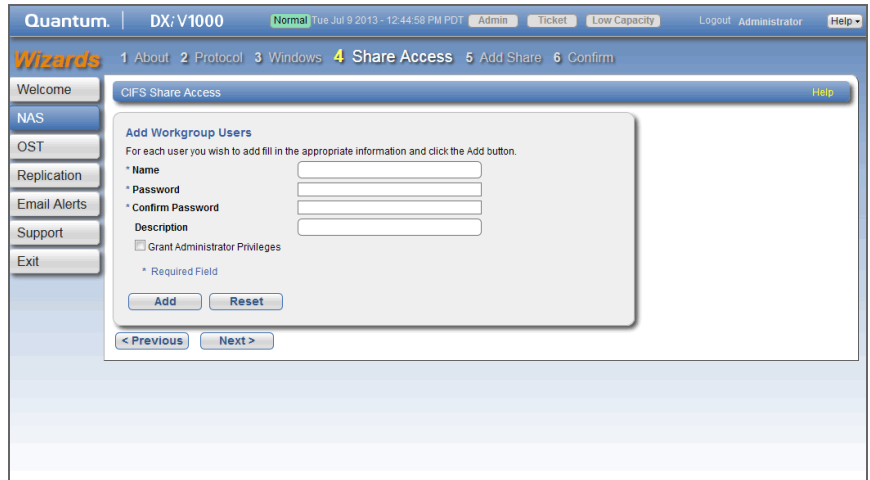 Quantum. DXi V1000 Normal Tue Jul 9 2013 - 12:44:58 PM PDT Admin Ticket Low Capacity Logout Administrator Help
Wizards 1 About 2 Protocol 3 Windows 4 Share Access 5 Add Share 6 Confirm
Welcome
NAS
OST
Replication
Email Alerts
Support
Exit
CIFS Share Access Help
Add Workgroup Users
For each user you wish to add fill in the appropriate information and click the Add button.
* Name
* Password
* Confirm Password
Description
Grant Administrator Privileges
* Required Field
Add Reset
< Previous Next >